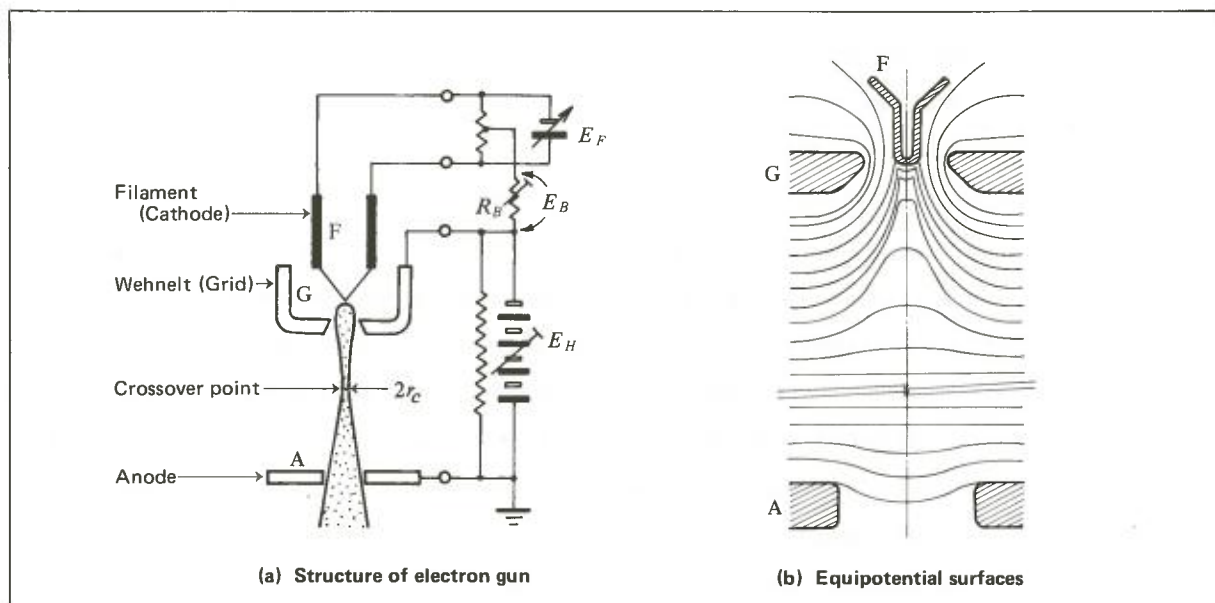 Filament
(Cathode)
F
E_F
R_B
E_B
Wehnelt (Grid)
G
E_H
Crossover point
2r_c
A
Anode
(a) Structure of electron gun
F
G
A
(b) Equipotential surfaces